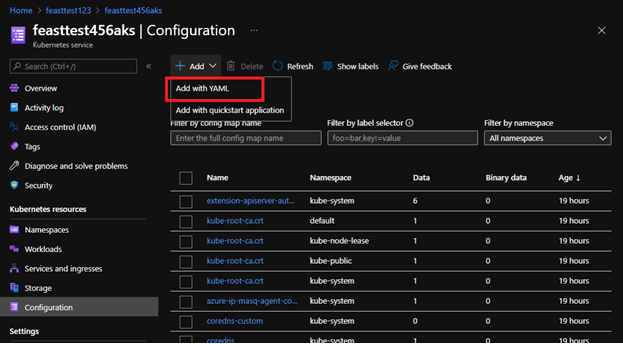 Home > feasttest123 > feasttest456aks
feasttest456aks | Configuration ...
Kubernetes service
Search (Ctrl+/)
«
Add
Delete
Refresh
Show labels
Give feedback
Add with YAML
Add with quickstart application
Overview
Activity log
Access control (IAM)
Tags
Diagnose and solve problems
Security
Kubernetes resources
Namespaces
Workloads
Services and ingresses
Storage
Configuration
Settings
Filter by config map name
Filter by label selector
Filter by namespace
Enter the full config map name
foo=bar,key!=value
All namespaces
Name Namespace Data Binary data Age ↓
extension-apiserver-aut... kube-system 6 0 19 hours
kube-root-ca.crt default 1 0 19 hours
kube-root-ca.crt kube-node-lease 1 0 19 hours
kube-root-ca.crt kube-public 1 0 19 hours
kube-root-ca.crt kube-system 1 0 19 hours
azure-ip-masq-agent-co... kube-system 1 0 19 hours
coredns-custom kube-system 0 0 19 hours
coredns kube-system 1 0 19 hours